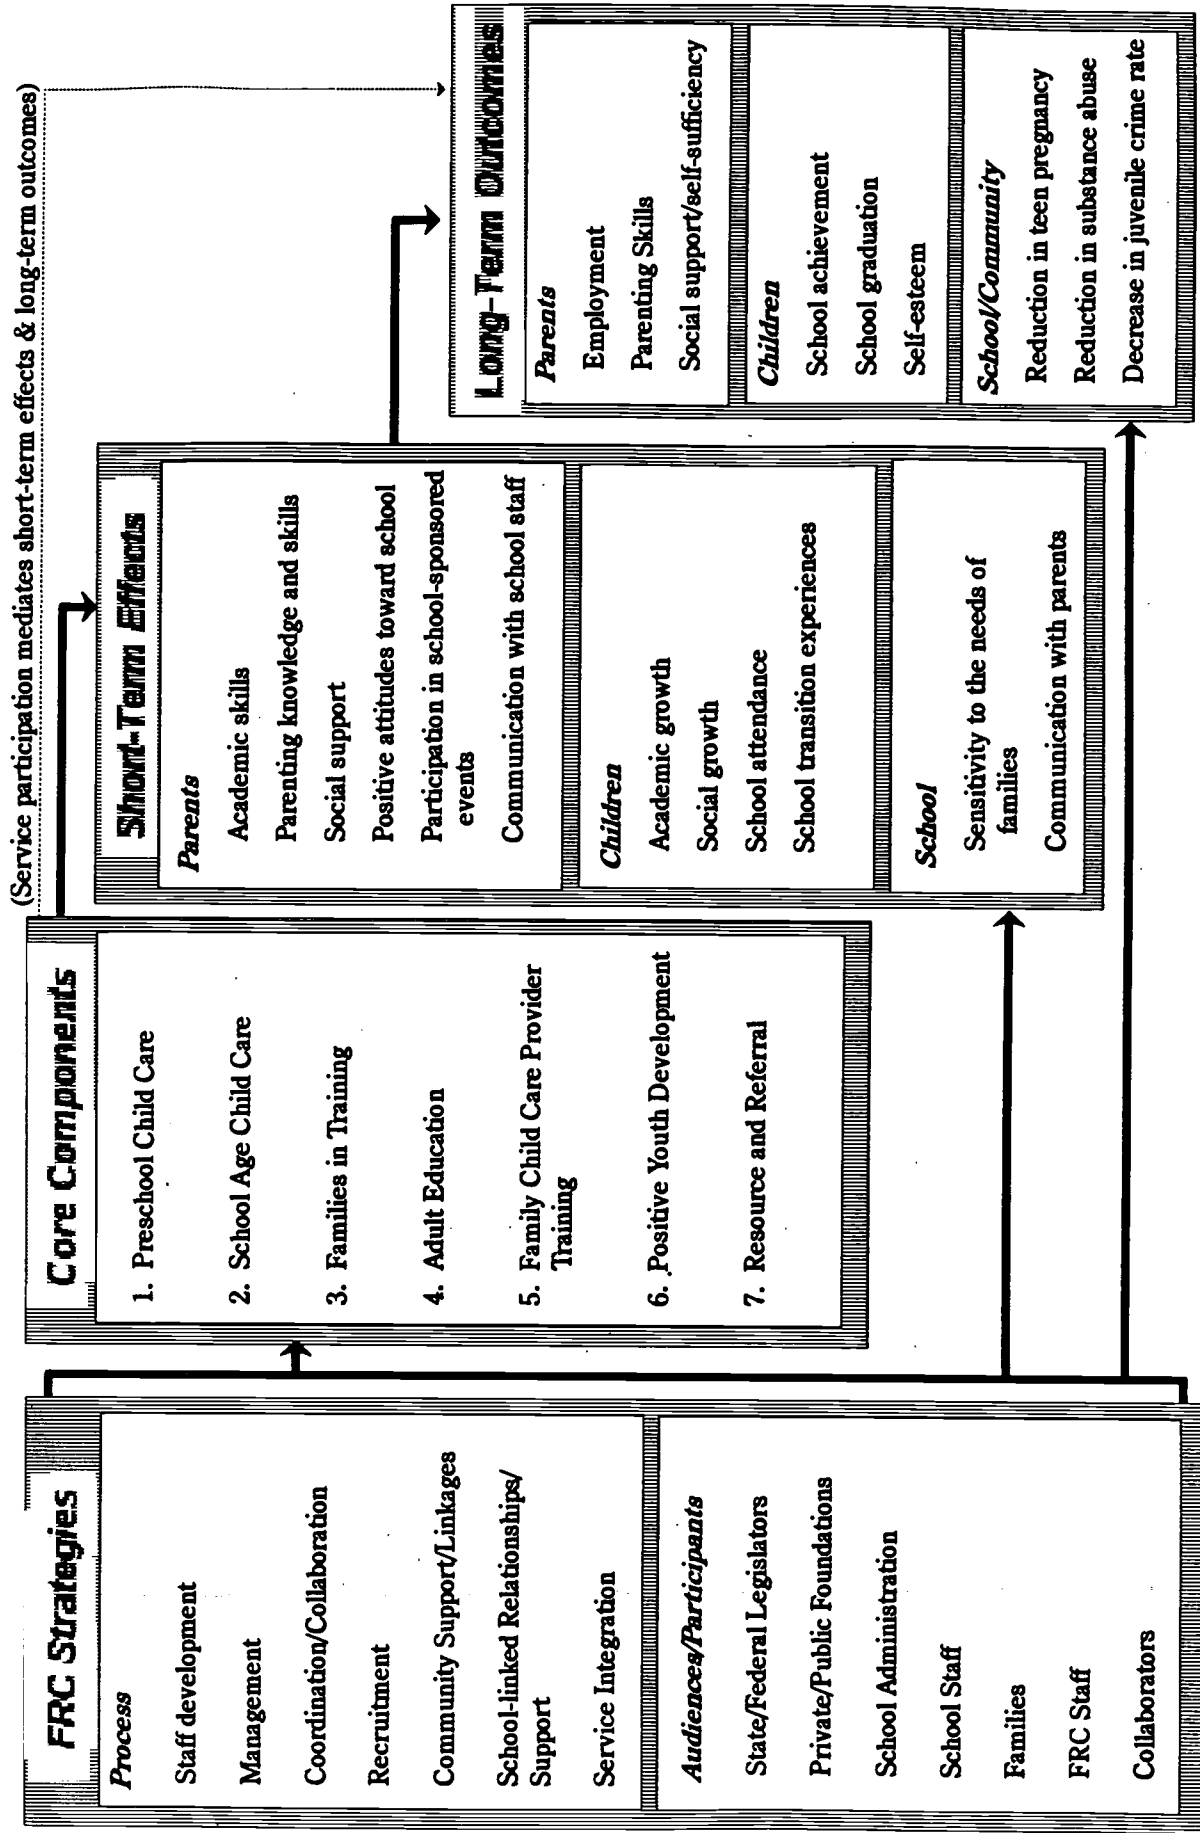 (Service participation mediates short-term effects & long-term outcomes)
FRC Strategies
Process
Staff development
Management
Coordination/Collaboration
Recruitment
Community Support/Linkages
School-linked Relationships/
Support
Service Integration
Audiences/Participants
State/Federal Legislators
Private/Public Foundations
School Administration
School Staff
Families
FRC Staff
Collaborators
Core Components
1. Preschool Child Care
2. School Age Child Care
3. Families in Training
4. Adult Education
5. Family Child Care Provider
Training
6. Positive Youth Development
7. Resource and Referral
Short-Term Effects
Parents
Academic skills
Parenting knowledge and skills
Social support
Positive attitudes toward school
Participation in school-sponsored
events
Communication with school staff
Children
Academic growth
Social growth
School attendance
School transition experiences
School
Sensitivity to the needs of
families
Communication with parents
Long-Term Outcomes
Parents
Employment
Parenting Skills
Social support/self-sufficiency
Children
School achievement
School graduation
Self-esteem
School/Community
Reduction in teen pregnancy
Reduction in substance abuse
Decrease in juvenile crime rate